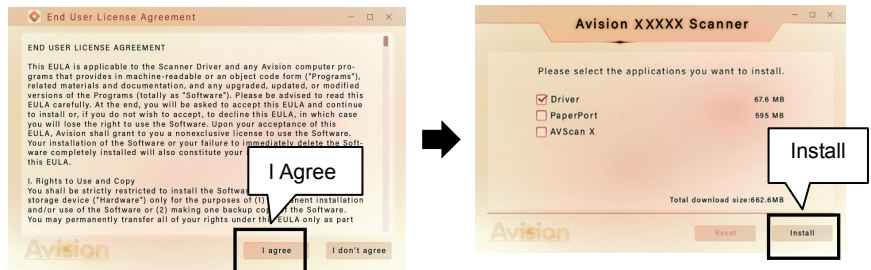 End User License Agreement
END USER LICENSE AGREEMENT
This EULA is applicable to the Scanner Driver and any Avision computer pro-
grams that provides in machine-readable or an object code form ("Programs"),
related materials and documentation, and any upgraded, updated, or modified
versions of the Programs (totally as "Software"). Please be advised to read this
EULA carefully. At the end, you will be asked to accept this EULA and continue
to install or, if you do not wish to accept, to decline this EULA, in which case
you will lose the right to use the Software. Upon your acceptance of this
EULA, Avision shall grant to you a nonexclusive license to use the Software.
Your installation of the Software or your failure to immediately delete the Soft-
ware completely installed will also constitute your
this EULA.
I. Rights to Use and Copy
You shall be strictly restricted to install the Softwa
storage device ("Hardware") only for the purposes of (1) nent installation
and/or use of the Software or (2) making one backup cop f the Software.
You may permanently transfer all of your rights under th EULA only as part
I Agree
Avision
I agree
I don't agree
Avision XXXXX Scanner
Please select the applications you want to install.
Driver 67.6 MB
PaperPort 595 MB
AVScan X
Install
Total download size:662.6MB
Avision
Reset
Install